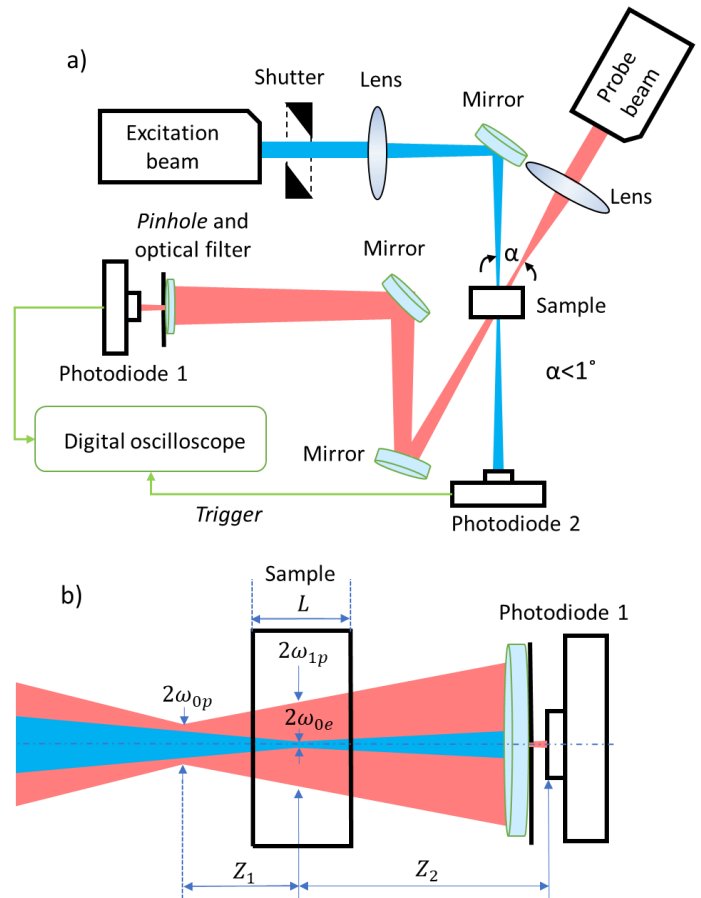 a)
Shutter
Lens
Mirror
Probe
beam
Excitation
beam
Lens
Pinhole and
optical filter
Mirror
α
Sample
Photodiode 1
α<1°
Digital oscilloscope
Mirror
Trigger
Photodiode 2
b)
Sample
L
Photodiode 1
2ω₁ₚ
2ω₀ₚ
2ω₀ₑ
Z₁
Z₂